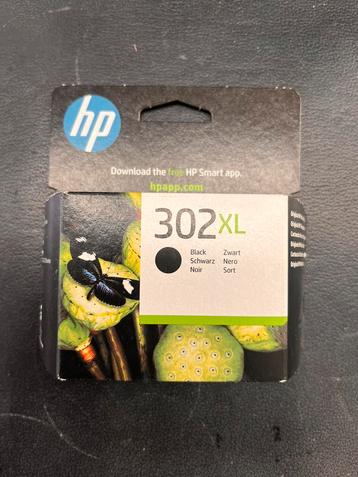 hp
Download the free HP Smart app.
hpapp.com
302XL
Black Zwart
Schwarz Nero
Noir Sort